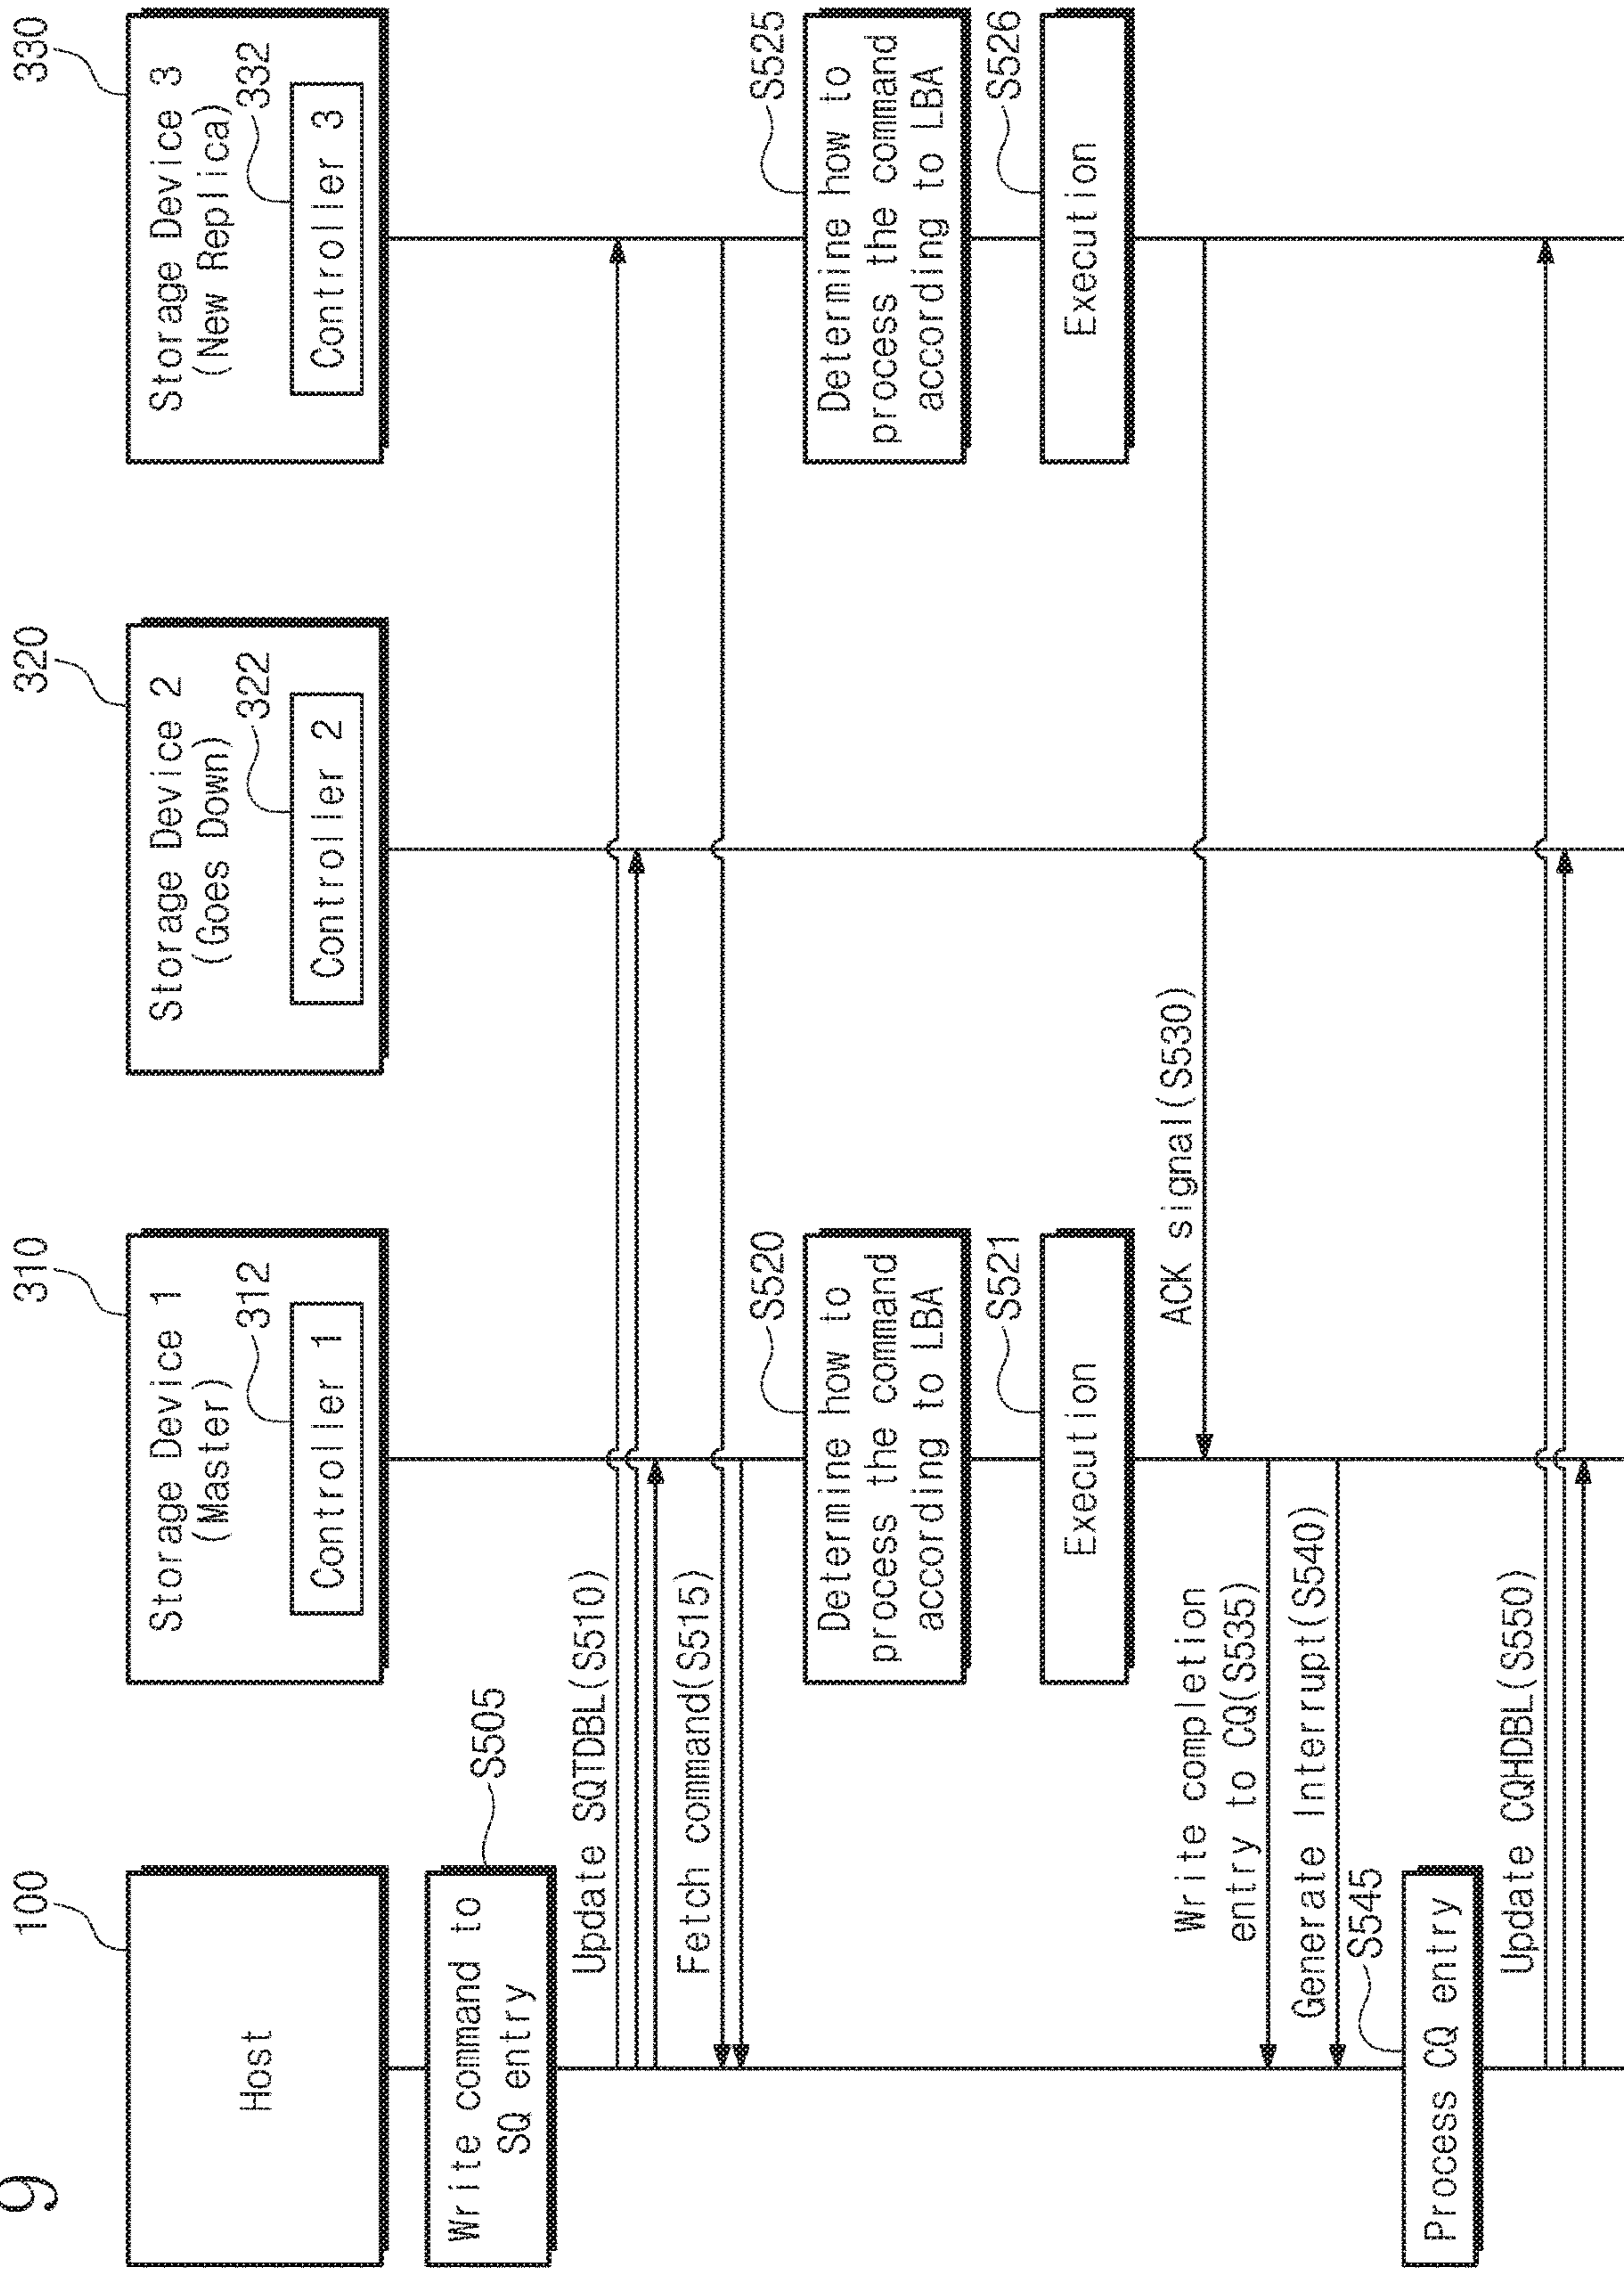 9
100
Host
310
Storage Device 1
(Master)
312
Controller 1
320
Storage Device 2
(Goes Down)
322
Controller 2
330
Storage Device 3
(New Replica)
332
Controller 3
S505
Write command to
SQ entry
Update SQTDBL(S510)
Fetch command(S515)
S520
Determine how to
process the command
according to LBA
S525
Determine how to
process the command
according to LBA
S521
Execution
S526
Execution
ACK signal(S530)
Write completion
entry to CQ(S535)
Generate Interrupt(S540)
S545
Process CQ entry
Update CQHDBL(S550)